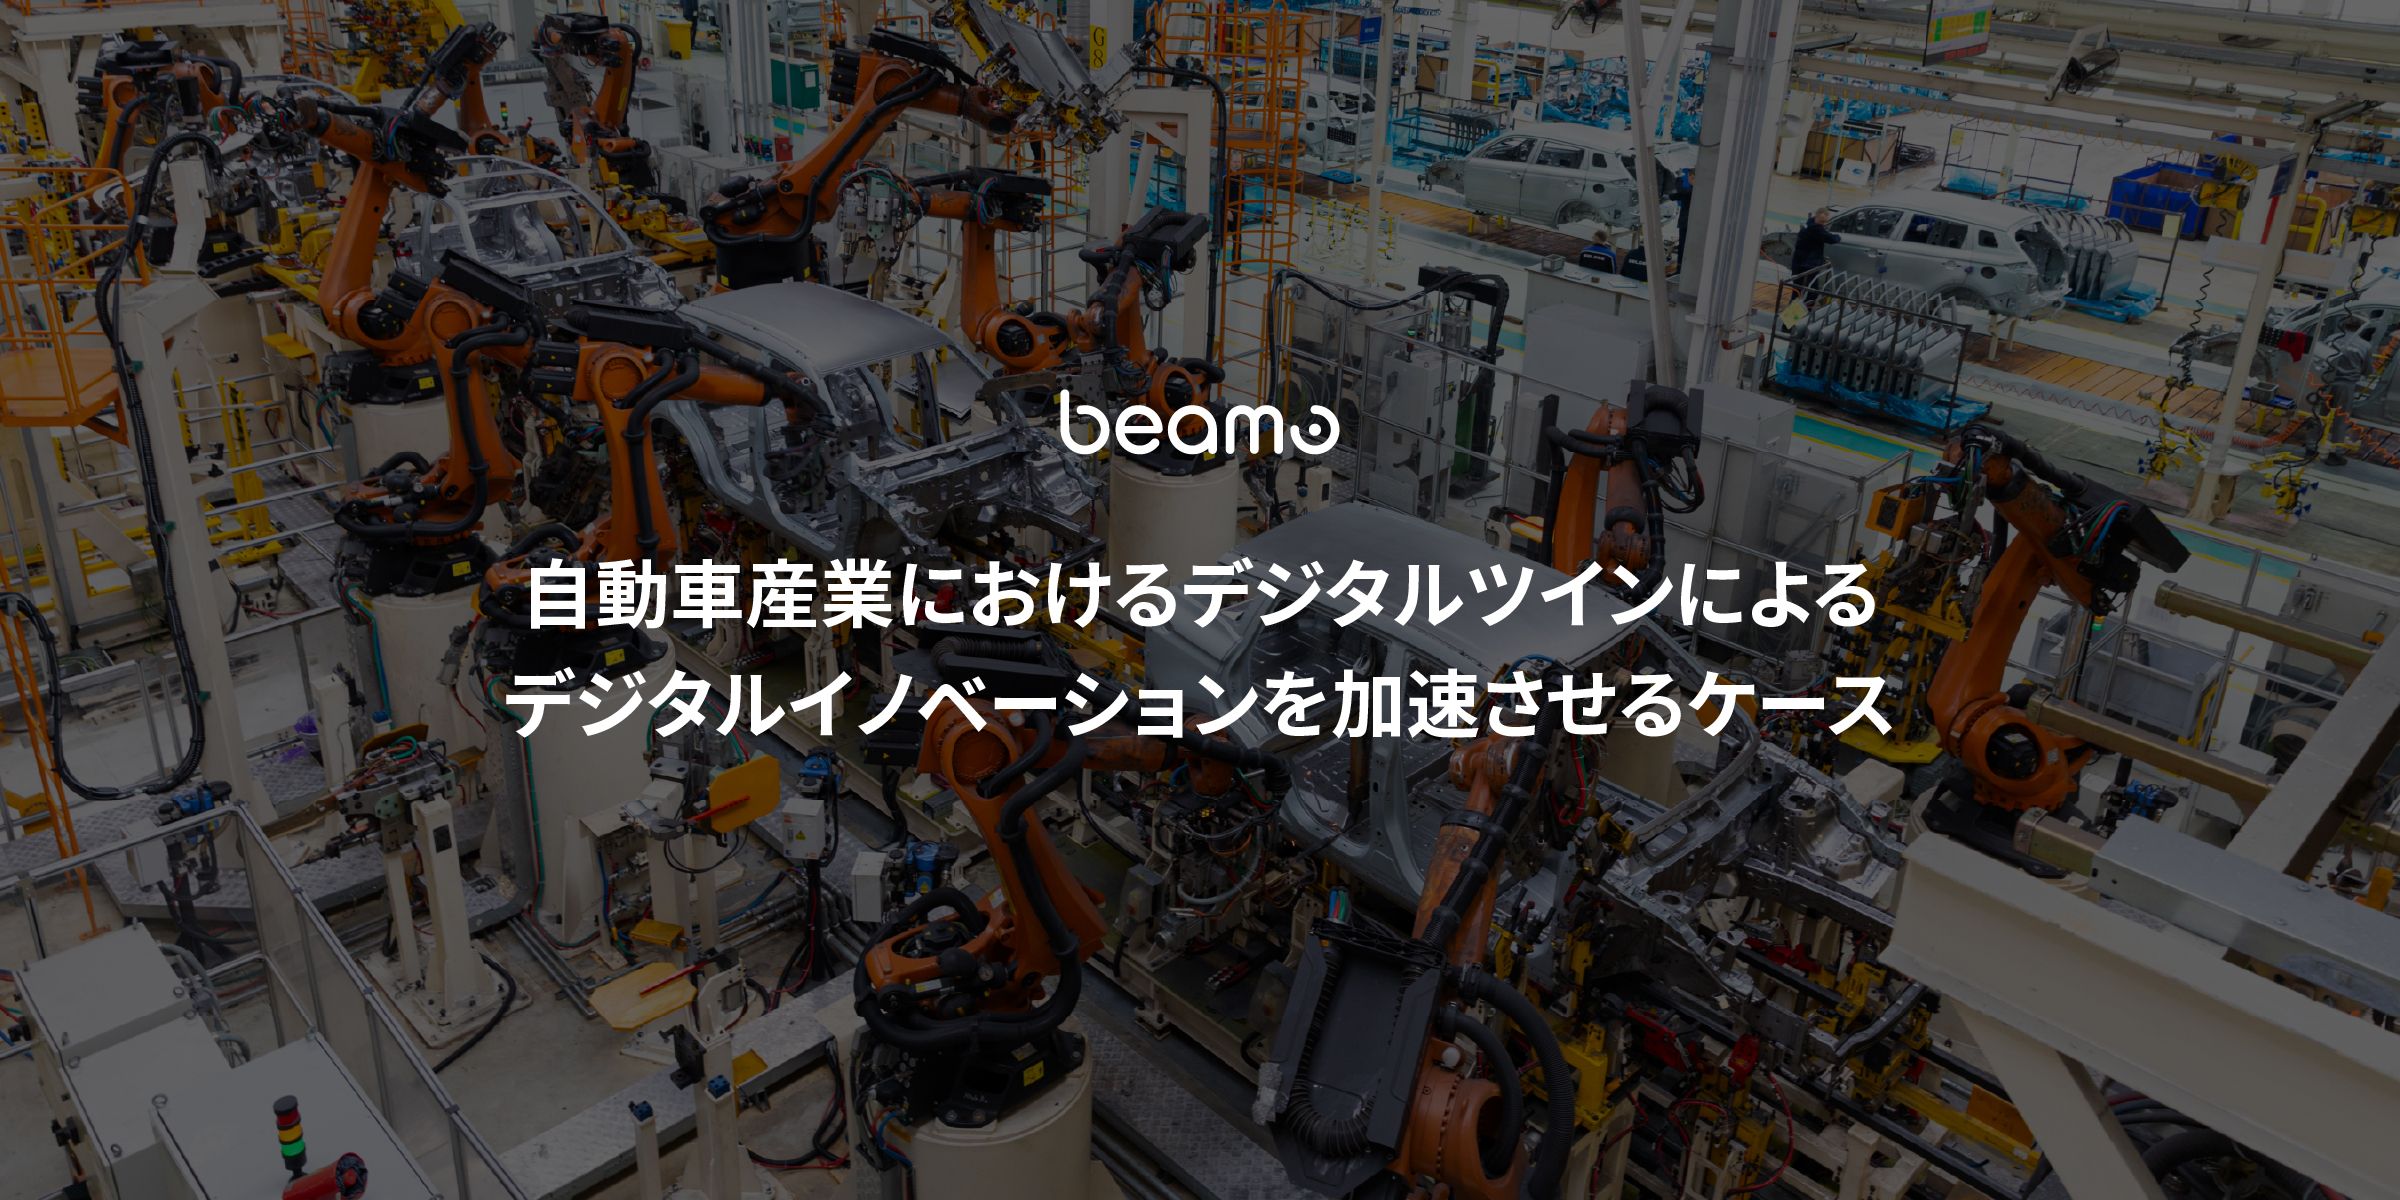 G8
beamo
自動車産業におけるデジタルツインによる
デジタルイノベーションを加速させるケース